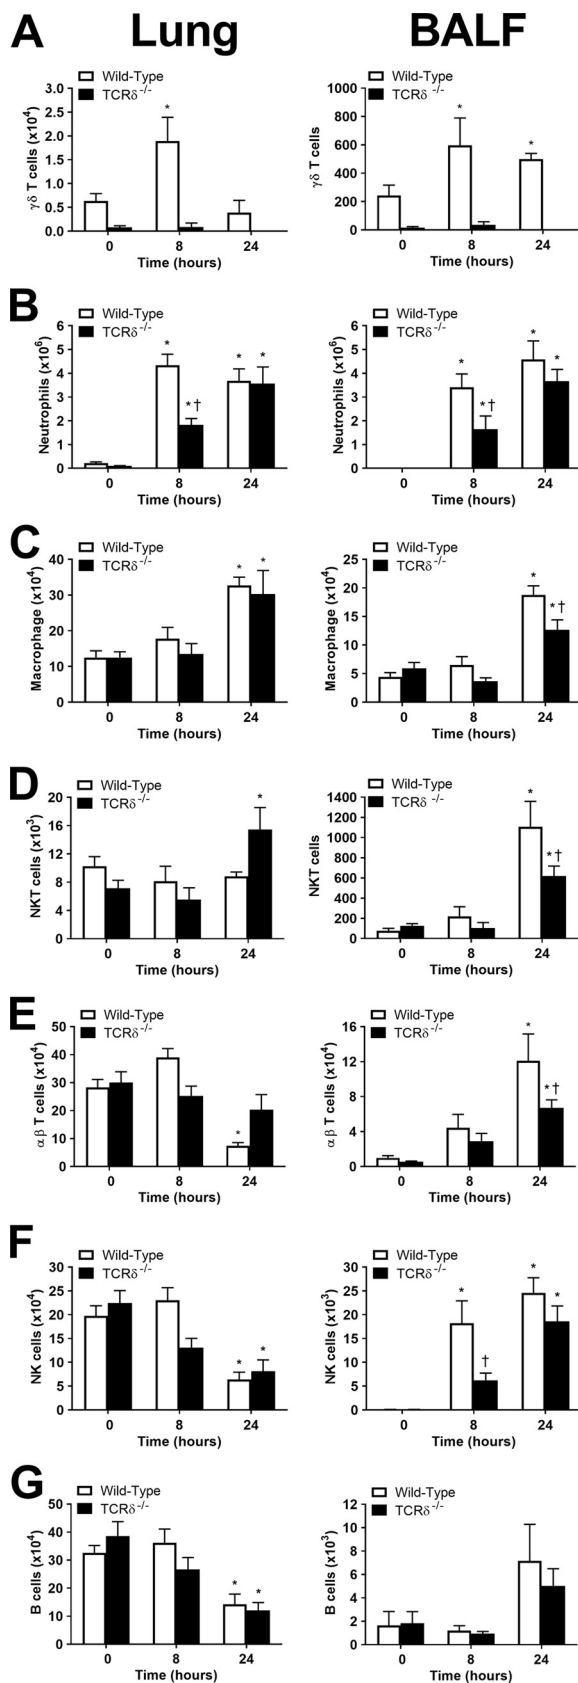 A Lung BALF
Wild-Type
TCRδ -/-
γδ T cells (x10⁴)
3.0
2.5
2.0
1.5
1.0
0.5
0.0
*
0 8 24
Time (hours)
Wild-Type
TCRδ -/-
γδ T cells
1000
800
600
400
200
0
* *
0 8 24
Time (hours)
B
Wild-Type
TCRδ -/-
Neutrophils (x10⁶)
6
5
4
3
2
1
0
* *† * *
0 8 24
Time (hours)
Wild-Type
TCRδ -/-
Neutrophils (x10⁶)
6
5
4
3
2
1
0
* *† * *
0 8 24
Time (hours)
C
Wild-Type
TCRδ -/-
Macrophage (x10⁴)
40
30
20
10
0
* *
0 8 24
Time (hours)
Wild-Type
TCRδ -/-
Macrophage (x10⁴)
25
20
15
10
5
0
* *†
0 8 24
Time (hours)
D
Wild-Type
TCRδ -/-
NKT cells (x10³)
20
16
12
8
4
0
*
0 8 24
Time (hours)
Wild-Type
TCRδ -/-
NKT cells
1400
1200
1000
800
600
400
200
0
* *†
0 8 24
Time (hours)
E
Wild-Type
TCRδ -/-
αβ T cells (x10⁴)
50
40
30
20
10
0
*
0 8 24
Time (hours)
Wild-Type
TCRδ -/-
αβ T cells (x10⁴)
16
12
8
4
0
* *†
0 8 24
Time (hours)
F
Wild-Type
TCRδ -/-
NK cells (x10⁴)
30
25
20
15
10
5
0
* *
0 8 24
Time (hours)
Wild-Type
TCRδ -/-
NK cells (x10³)
30
25
20
15
10
5
0
* † * *
0 8 24
Time (hours)
G
Wild-Type
TCRδ -/-
B cells (x10⁴)
50
40
30
20
10
0
* *
0 8 24
Time (hours)
Wild-Type
TCRδ -/-
B cells (x10³)
12
10
8
6
4
2
0
0 8 24
Time (hours)